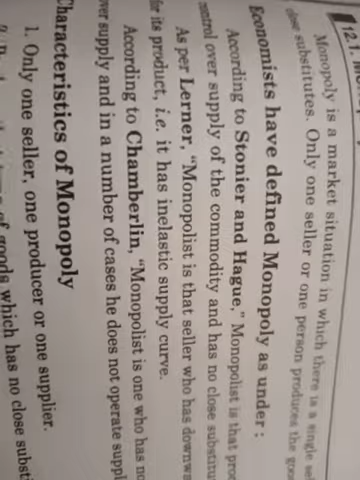 12.1. MO
Monopoly is a market situation in which there is a single sel
close substitutes. Only one seller or one person produces the goo
Economists have defined Monopoly as under :
According to Stonier and Hague," Monopolist is that prod
control over supply of the commodity and has no close substitu
As per Lerner, "Monopolist is that seller who has downwa
for its product, i.e. it has inelastic supply curve.
According to Chamberlin, "Monopolist is one who has no
ver supply and in a number of cases he does not operate suppl
Characteristics of Monopoly
1. Only one seller, one producer or one supplier.
of goods which has no close substi